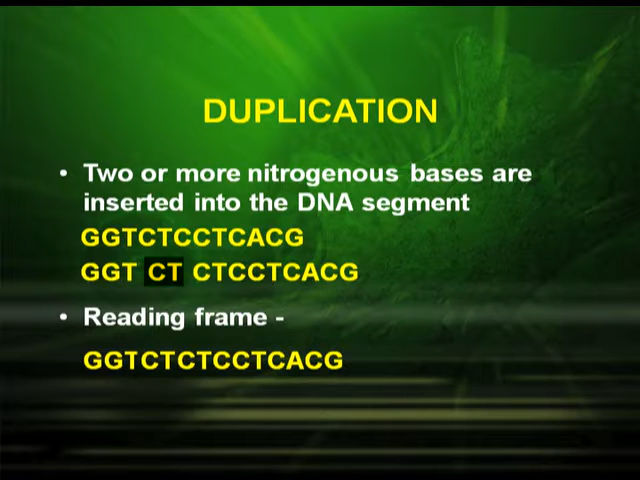 DUPLICATION
• Two or more nitrogenous bases are
inserted into the DNA segment
GGTCTCCTCACG
GGT CT CTCCTCACG
• Reading frame -
GGTCTCTCCTCACG